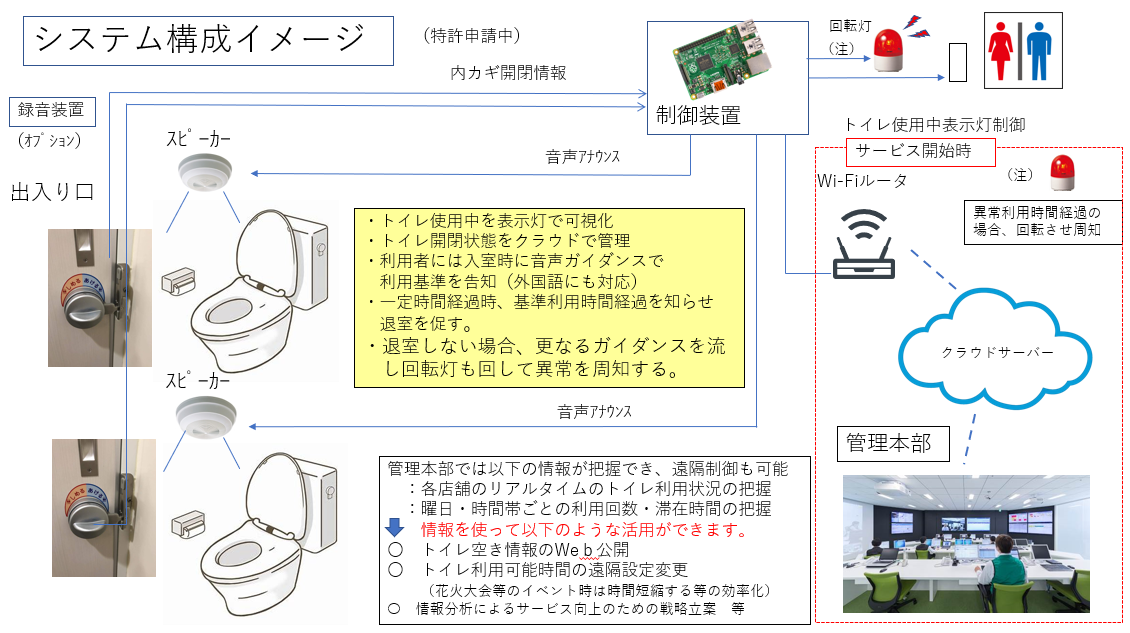 システム構成イメージ
（特許申請中）
内カギ開閉情報
録音装置
（ｵﾌﾟｼｮﾝ）
出入り口
ｽﾋﾟｰｶｰ
制御装置
回転灯
（注）
トイレ使用中表示灯制御
音声ｱﾅｳﾝｽ
サービス開始時
Wi-Fiルータ
（注）
異常利用時間経過の
場合、回転させ周知
・トイレ使用中を表示灯で可視化
・トイレ開閉状態をクラウドで管理
・利用者には入室時に音声ガイダンスで
利用基準を告知（外国語にも対応）
・一定時間経過時、基準利用時間経過を知らせ
退室を促す。
・退室しない場合、更なるガイダンスを流
し回転灯も回して異常を周知する。
クラウドサーバー
ｽﾋﾟｰｶｰ
音声ｱﾅｳﾝｽ
管理本部
管理本部では以下の情報が把握でき、遠隔制御も可能
：各店舗のリアルタイムのトイレ利用状況の把握
：曜日・時間帯ごとの利用回数・滞在時間の把握
情報を使って以下のような活用ができます。
○　トイレ空き情報のWeｂ公開
○　トイレ利用可能時間の遠隔設定変更
（花火大会等のイベント時は時間短縮する等の効率化）
○　情報分析によるサービス向上のための戦略立案　等